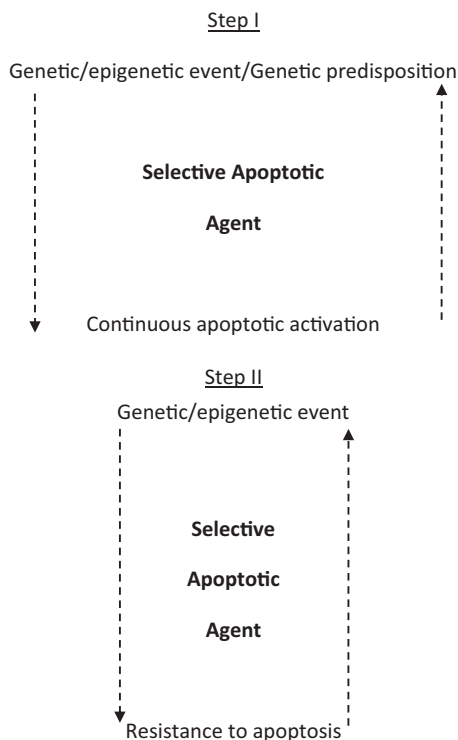 Step I
Genetic/epigenetic event/Genetic predisposition
Selective Apoptotic
Agent
Continuous apoptotic activation
Step II
Genetic/epigenetic event
Selective
Apoptotic
Agent
Resistance to apoptosis